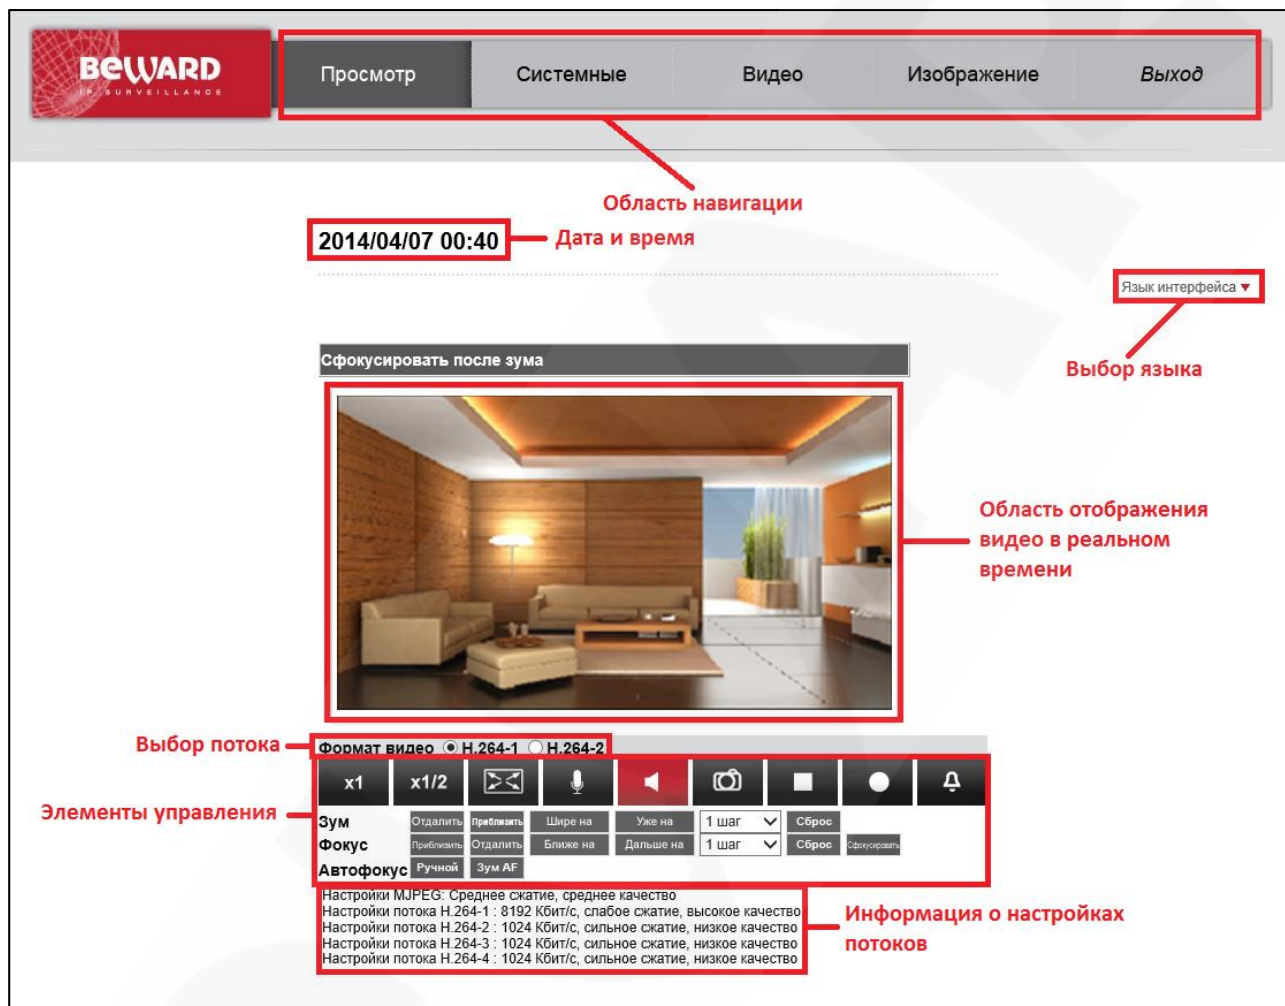 BEWARD
IP SURVEILLANCE
Просмотр
Системные
Видео
Изображение
Выход
Область навигации
2014/04/07 00:40
Дата и время
Язык интерфейса
Выбор языка
Сфокусировать после зума
Область отображения
видео в реальном
времени
Выбор потока
Формат видео H.264-1 H.264-2
x1 x1/2
Элементы управления
Зум Отдалить Приблизить Шире на Уже на 1 шаг Сброс
Фокус Приблизить Отдалить Ближе на Дальше на 1 шаг Сброс Сфокусировать
Автофокус Ручной Зум AF
Настройки MJPEG: Среднее сжатие, среднее качество
Настройки потока H.264-1 : 8192 Кбит/с, слабое сжатие, высокое качество
Настройки потока H.264-2 : 1024 Кбит/с, сильное сжатие, низкое качество
Настройки потока H.264-3 : 1024 Кбит/с, сильное сжатие, низкое качество
Настройки потока H.264-4 : 1024 Кбит/с, сильное сжатие, низкое качество
Информация о настройках
потоков